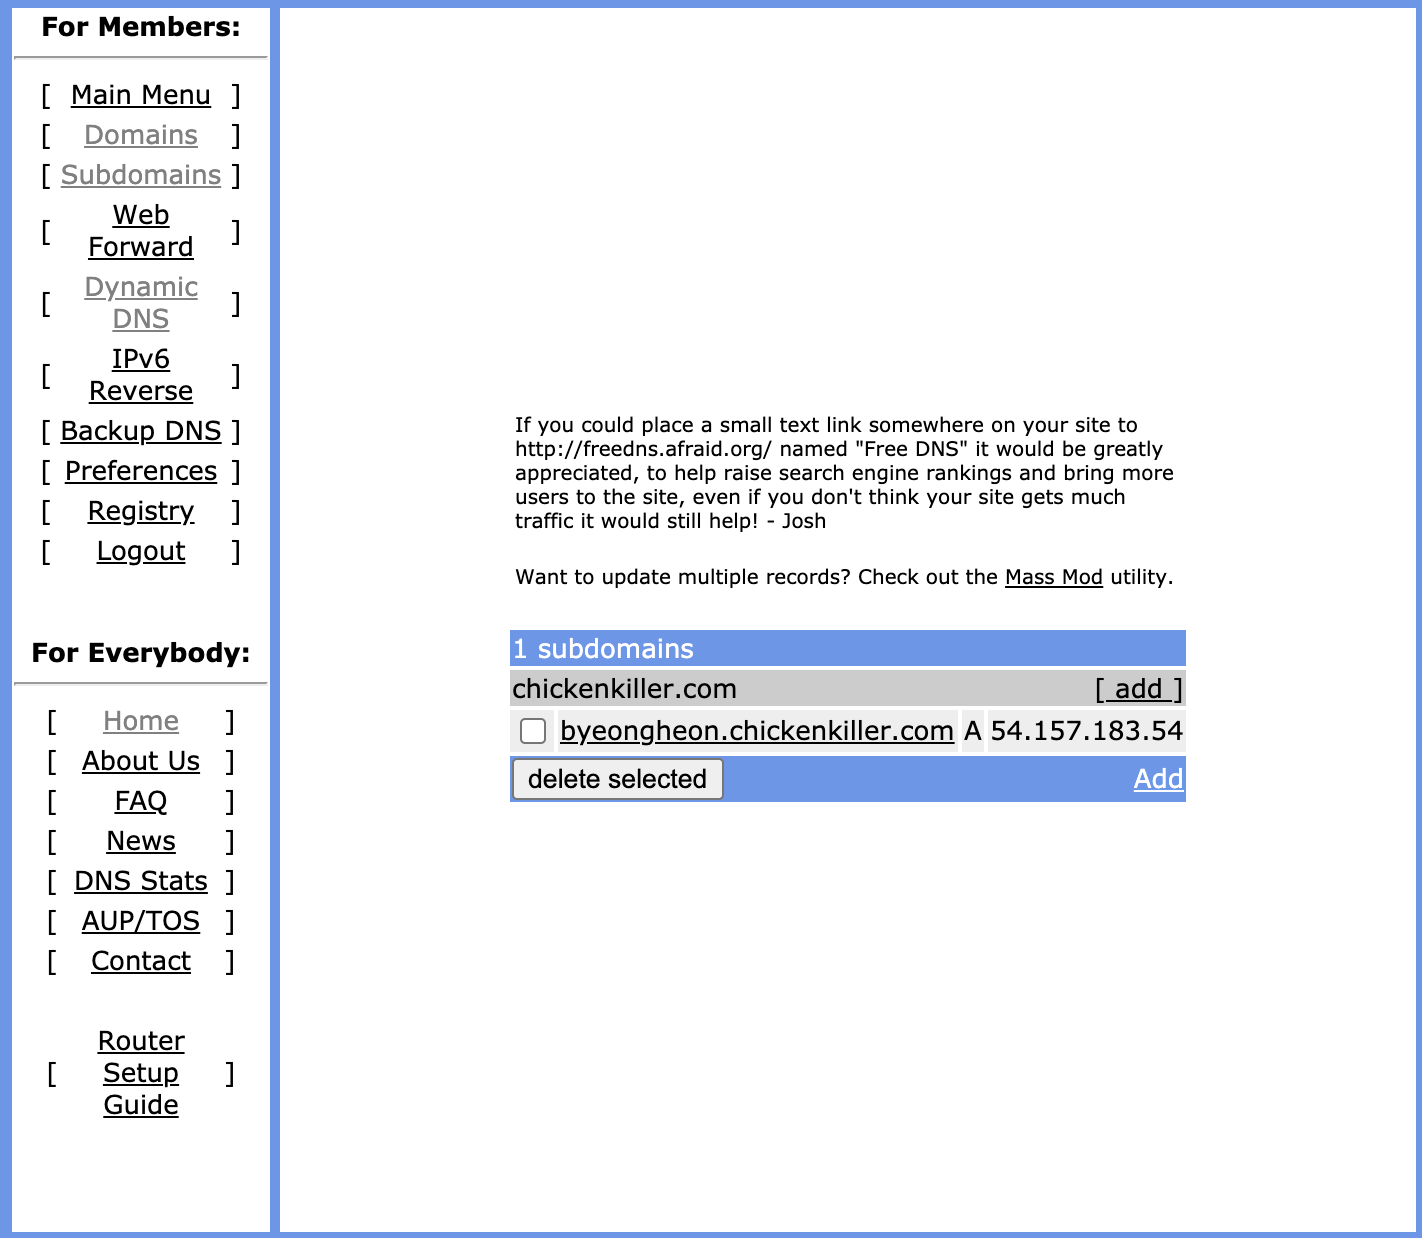 For Members:
[ Main Menu ]
[ Domains ]
[ Subdomains ]
[ Web
Forward ]
[ Dynamic
DNS ]
[ IPv6
Reverse ]
[ Backup DNS ]
[ Preferences ]
[ Registry ]
[ Logout ]
For Everybody:
[ Home ]
[ About Us ]
[ FAQ ]
[ News ]
[ DNS Stats ]
[ AUP/TOS ]
[ Contact ]
[ Router
Setup
Guide ]
If you could place a small text link somewhere on your site to
http://freedns.afraid.org/ named "Free DNS" it would be greatly
appreciated, to help raise search engine rankings and bring more
users to the site, even if you don't think your site gets much
traffic it would still help! - Josh
Want to update multiple records? Check out the Mass Mod utility.
1 subdomains
chickenkiller.com [ add ]
byeongheon.chickenkiller.com A 54.157.183.54
delete selected Add